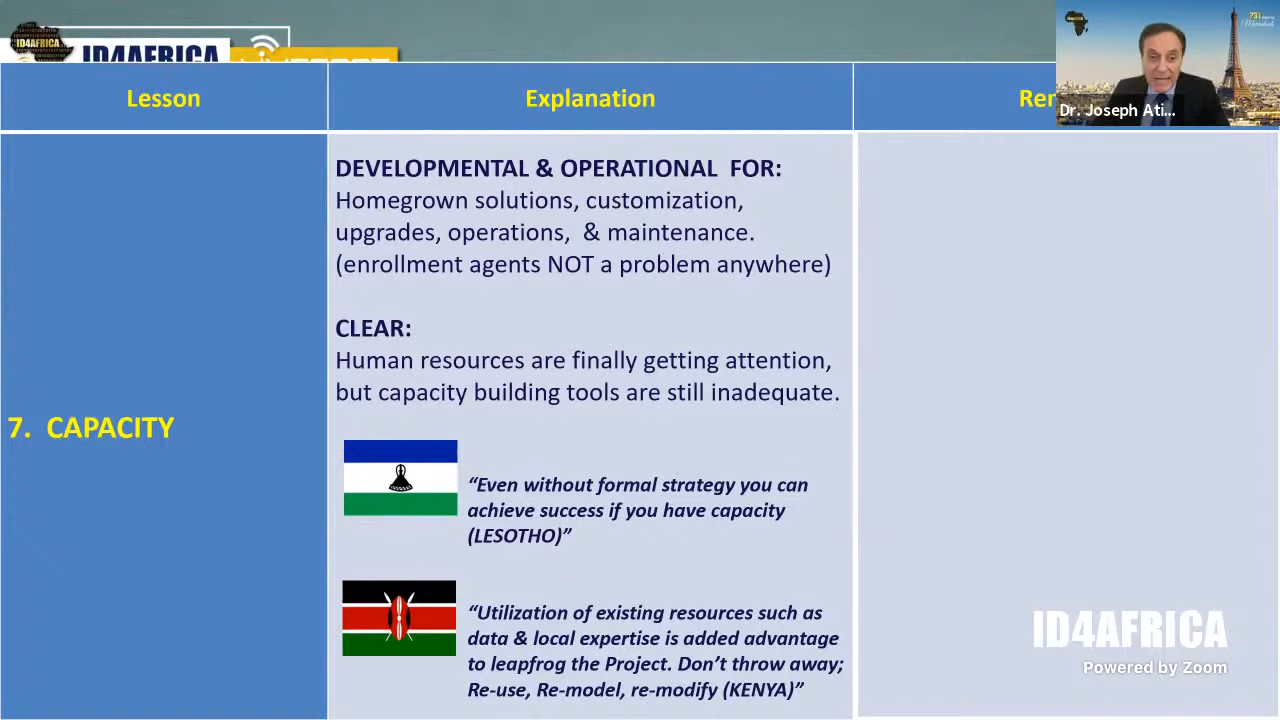 ID4AFRICA
ID4AFRICA
Lesson
Explanation
Dr. Joseph Ati...
7. CAPACITY
DEVELOPMENTAL & OPERATIONAL FOR:
Homegrown solutions, customization,
upgrades, operations, & maintenance.
(enrollment agents NOT a problem anywhere)
CLEAR:
Human resources are finally getting attention,
but capacity building tools are still inadequate.
“Even without formal strategy you can
achieve success if you have capacity
(LESOTHO)”
“Utilization of existing resources such as
data & local expertise is added advantage
to leapfrog the Project. Don’t throw away;
Re-use, Re-model, re-modify (KENYA)”
ID4AFRICA
Powered by Zoom